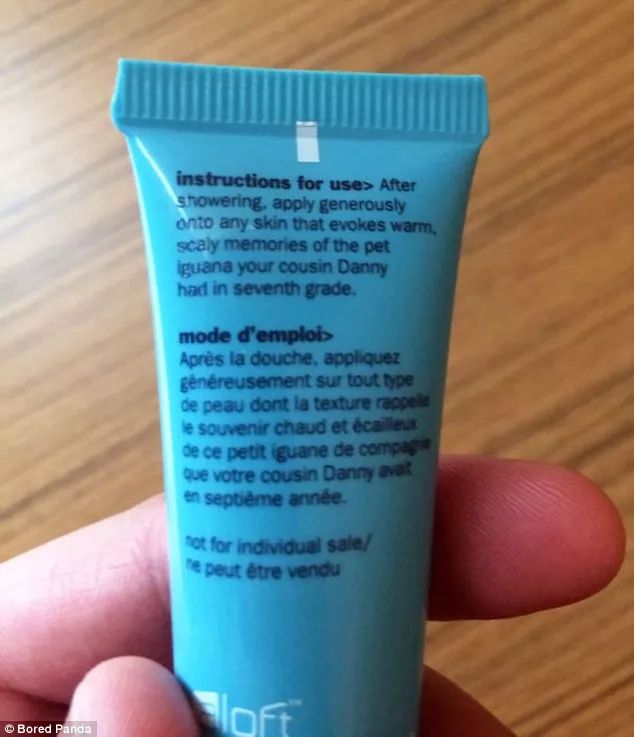 instructions for use> After
showering, apply generously
onto any skin that evokes warm,
scaly memories of the pet
iguana your cousin Danny
had in seventh grade.
mode d'emploi>
Après la douche, appliquez
généreusement sur tout type
de peau dont la texture rappelle
le souvenir chaud et écailleux
de ce petit iguane de compagnie
que votre cousin Danny avait
en septième année.
not for individual sale/
ne peut être vendu
aloft™
© Bored Panda